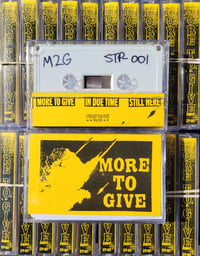 M2G STR 001
MORE TO GIVE IN DUE TIME STILL HERE
MORE
TO
GIVE